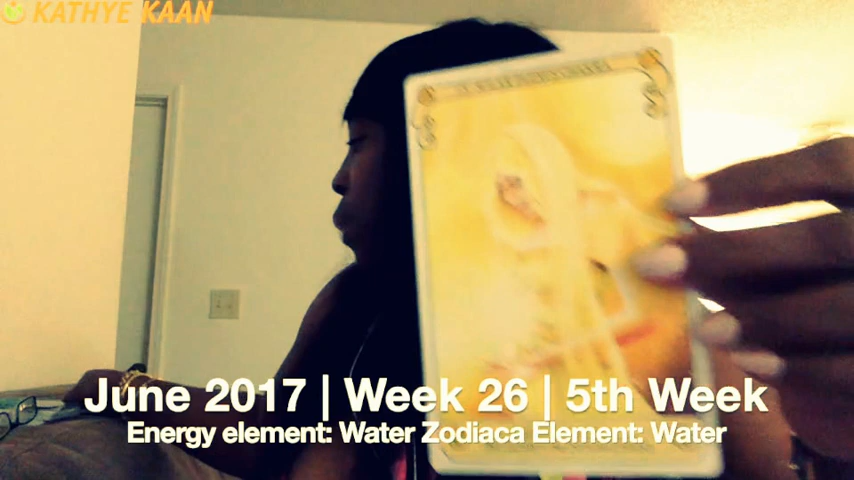 KATHYE KAAN
June 2017 | Week 26 | 5th Week
Energy element: Water Zodiaca Element: Water